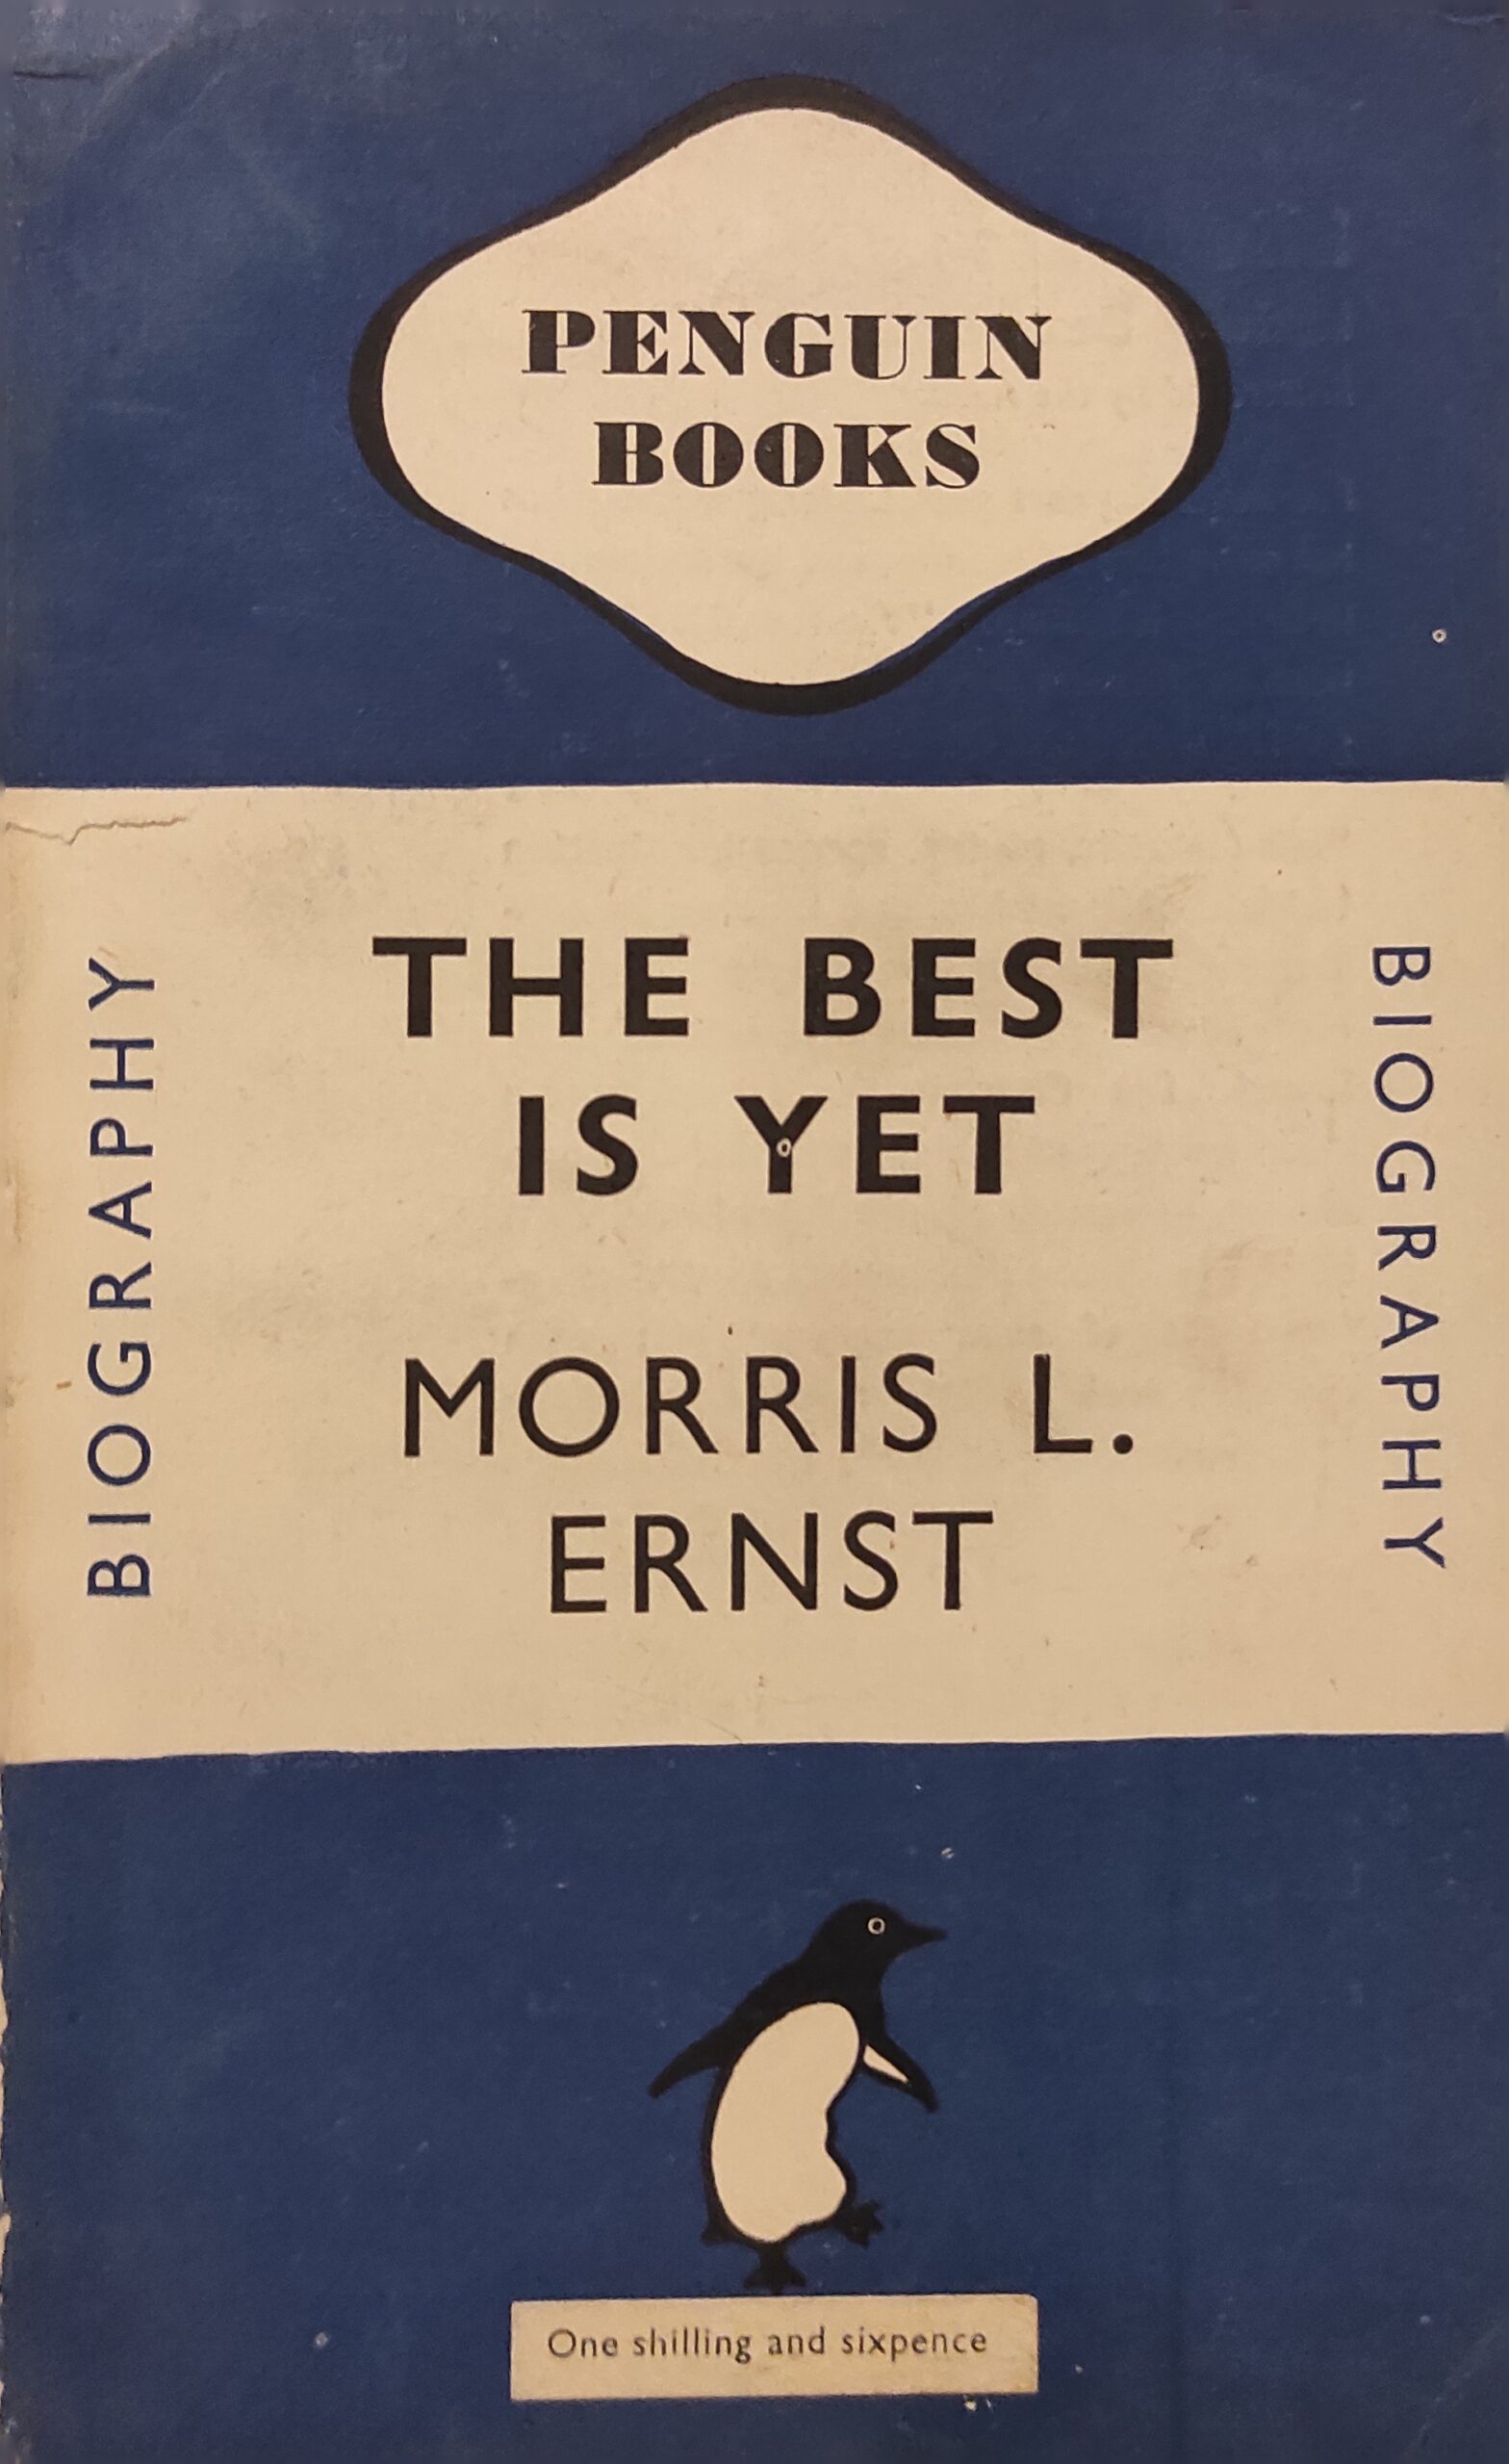 PENGUIN
BOOKS
BIOGRAPHY
THE BEST
IS YET
MORRIS L.
ERNST
BIOGRAPHY
One shilling and sixpence